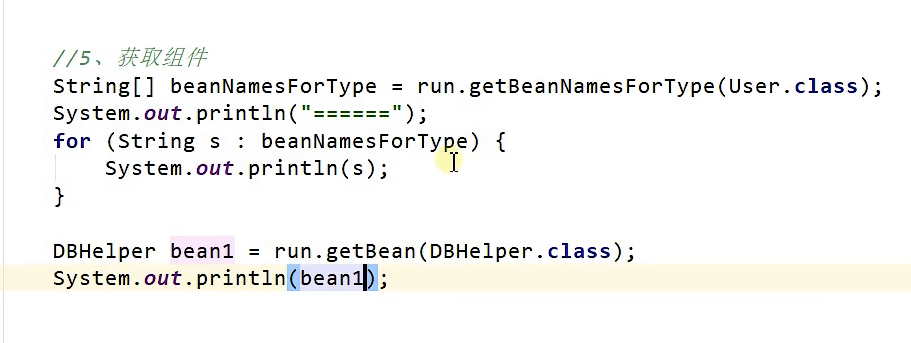 //5、获取组件
String[] beanNamesForType = run.getBeanNamesForType(User.class);
System.out.println("======");
for (String s : beanNamesForType) {
System.out.println(s);
}
DBHelper bean1 = run.getBean(DBHelper.class);
System.out.println(bean1);